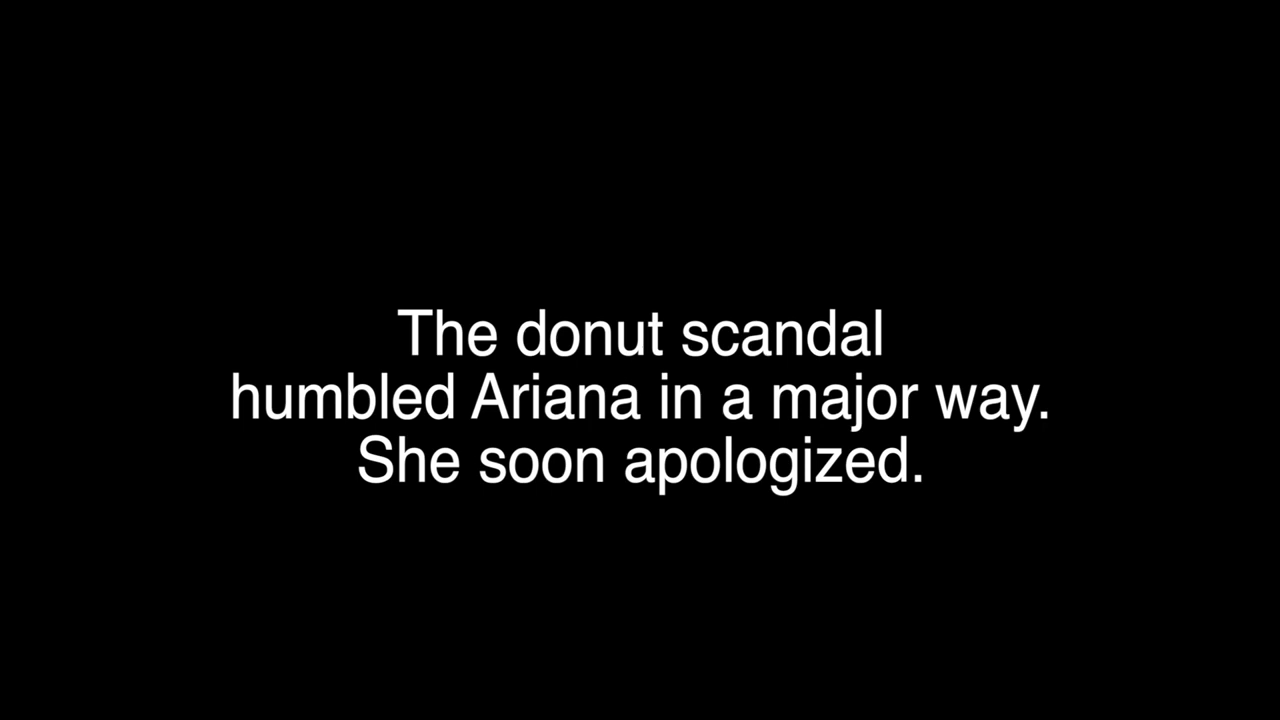 The donut scandal
humbled Ariana in a major way.
She soon apologized.